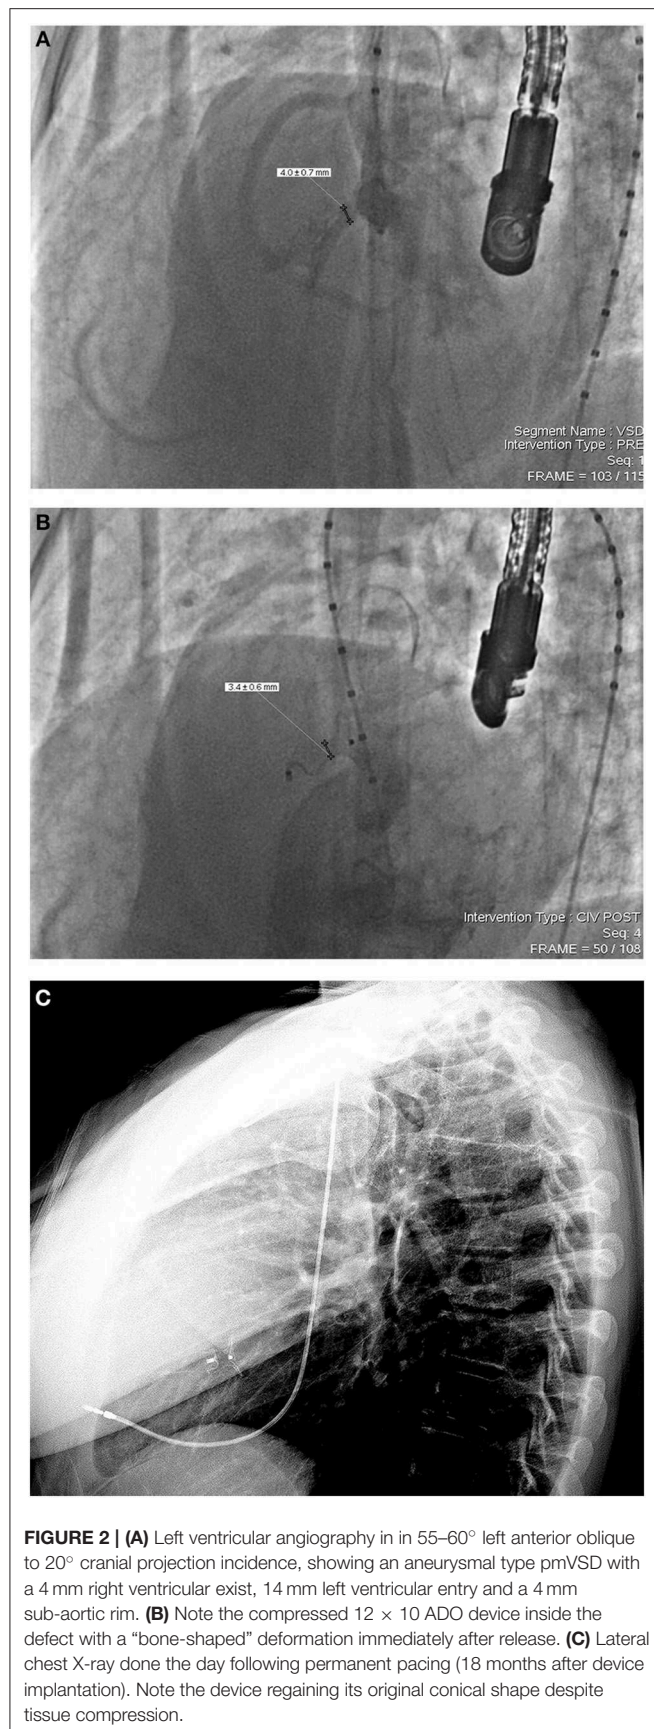 A
4.0 ± 0.7 mm
Segment Name : VSD
Intervention Type : PRE
Seq: 1
FRAME = 103 / 115
B
3.4 ± 0.6 mm
Intervention Type : CIV POST
Seq: 4
FRAME = 50 / 108
C
FIGURE 2 | (A) Left ventricular angiography in in 55–60° left anterior oblique
to 20° cranial projection incidence, showing an aneurysmal type pmVSD with
a 4 mm right ventricular exist, 14 mm left ventricular entry and a 4 mm
sub-aortic rim. (B) Note the compressed 12 × 10 ADO device inside the
defect with a “bone-shaped” deformation immediately after release. (C) Lateral
chest X-ray done the day following permanent pacing (18 months after device
implantation). Note the device regaining its original conical shape despite
tissue compression.